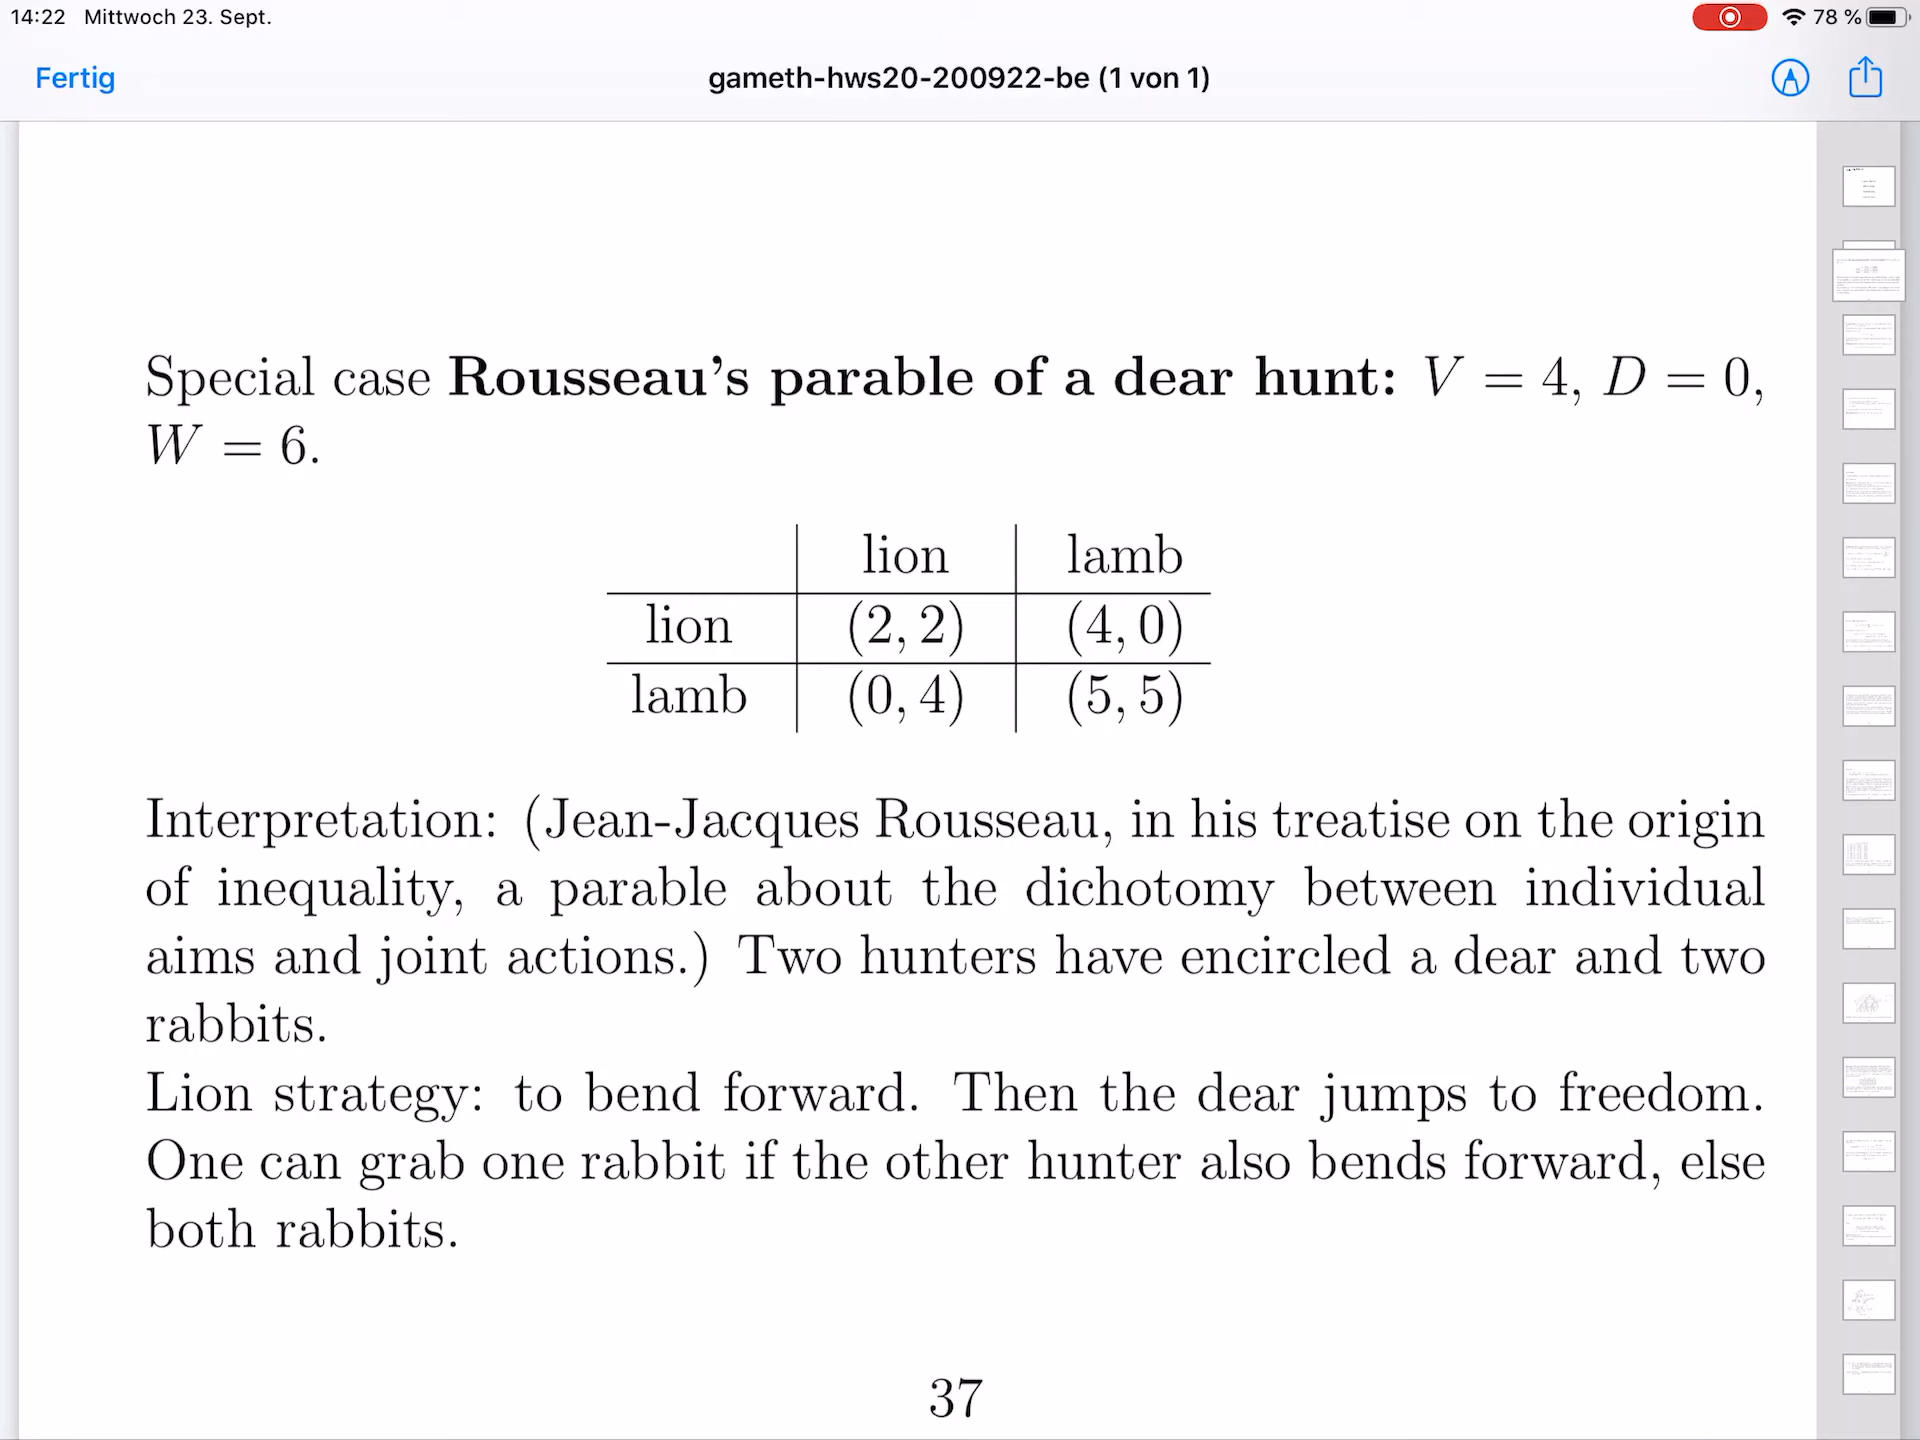 14:22 Mittwoch 23. Sept.
78 %
Fertig
gameth-hws20-200922-be (1 von 1)
Special case Rousseau's parable of a dear hunt: V = 4, D = 0,
W = 6.
lion lamb
lion (2, 2) (4, 0)
lamb (0, 4) (5, 5)
Interpretation: (Jean-Jacques Rousseau, in his treatise on the origin
of inequality, a parable about the dichotomy between individual
aims and joint actions.) Two hunters have encircled a dear and two
rabbits.
Lion strategy: to bend forward. Then the dear jumps to freedom.
One can grab one rabbit if the other hunter also bends forward, else
both rabbits.
37